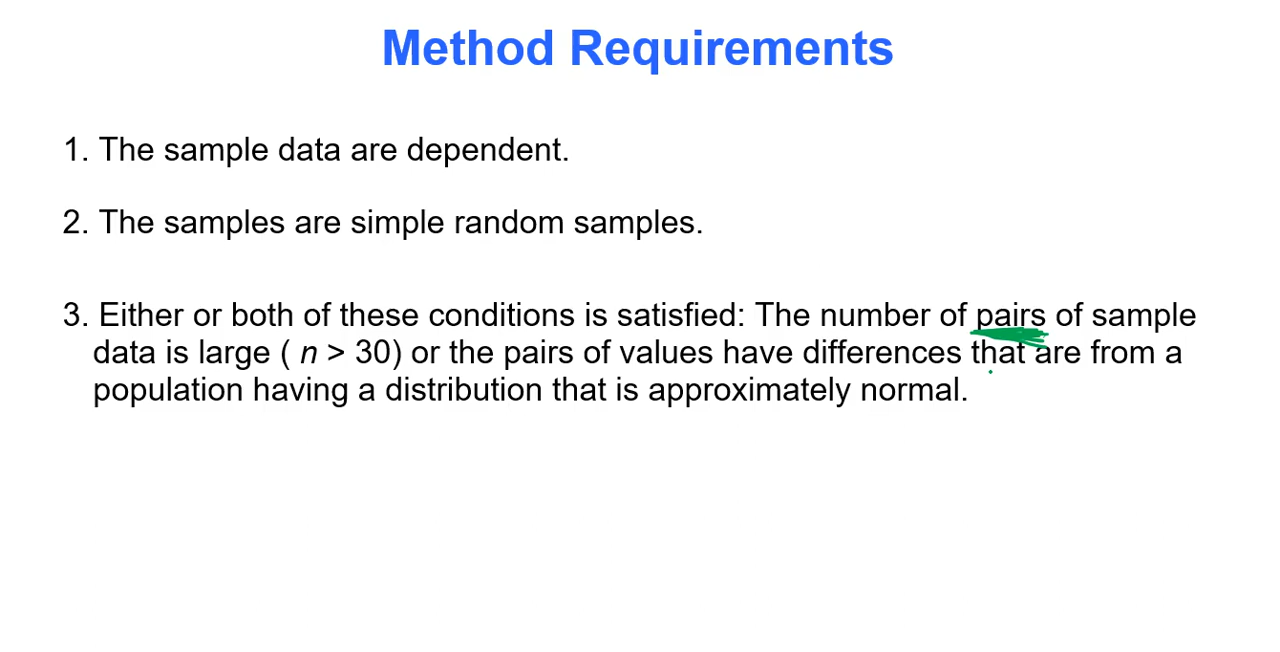 Method Requirements
1. The sample data are dependent.
2. The samples are simple random samples.
3. Either or both of these conditions is satisfied: The number of pairs of sample
data is large ( n > 30) or the pairs of values have differences that are from a
population having a distribution that is approximately normal.